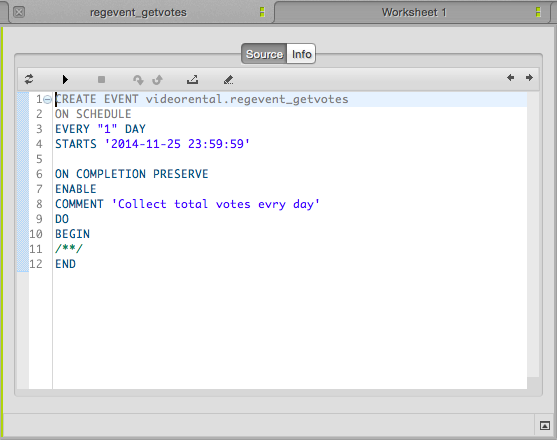 regevent_getvotes
Worksheet 1
Source Info
1 CREATE EVENT videorental.regevent_getvotes
2 ON SCHEDULE
3 EVERY "1" DAY
4 STARTS '2014-11-25 23:59:59'
5
6 ON COMPLETION PRESERVE
7 ENABLE
8 COMMENT 'Collect total votes evry day'
9 DO
10 BEGIN
11 /**/
12 END